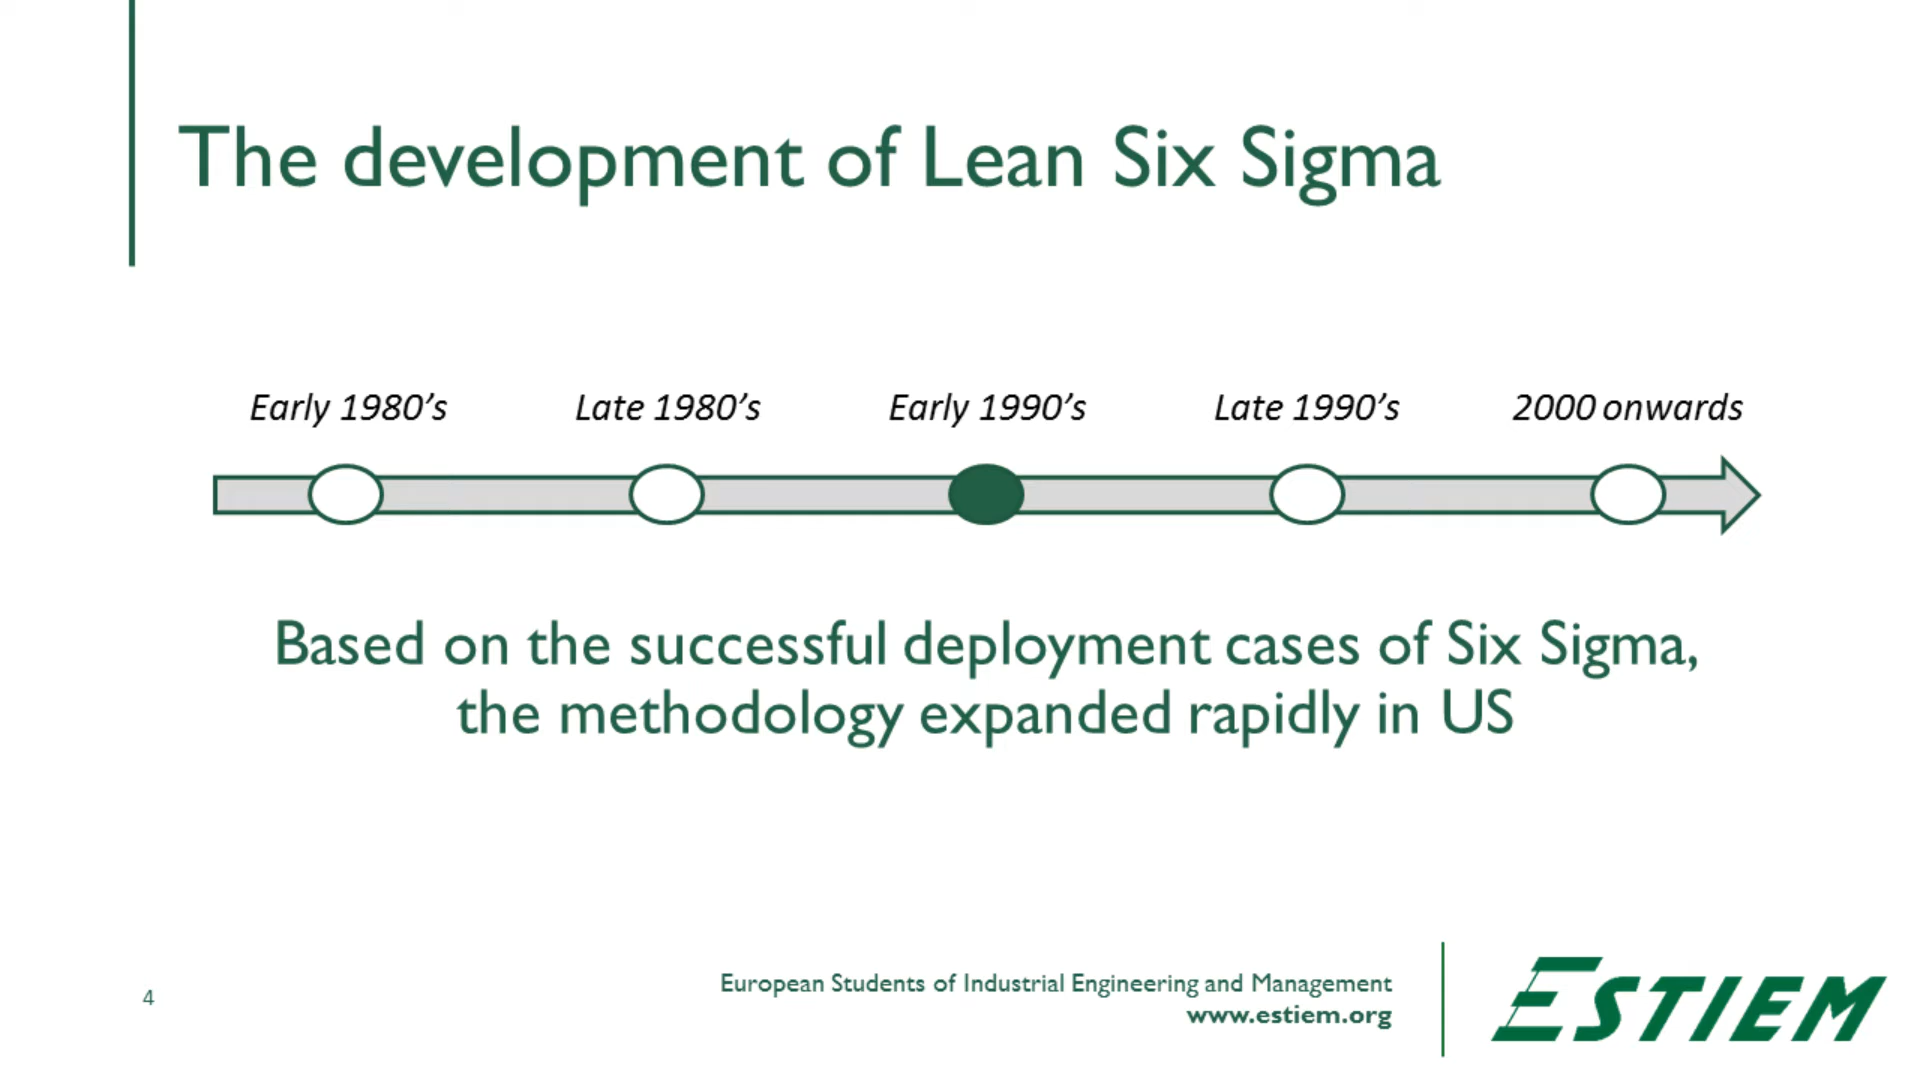 The development of Lean Six Sigma
Early 1980’s
Late 1980’s
Early 1990’s
Late 1990’s
2000 onwards
Based on the successful deployment cases of Six Sigma,
the methodology expanded rapidly in US
4
European Students of Industrial Engineering and Management
www.estiem.org
ESTIEM